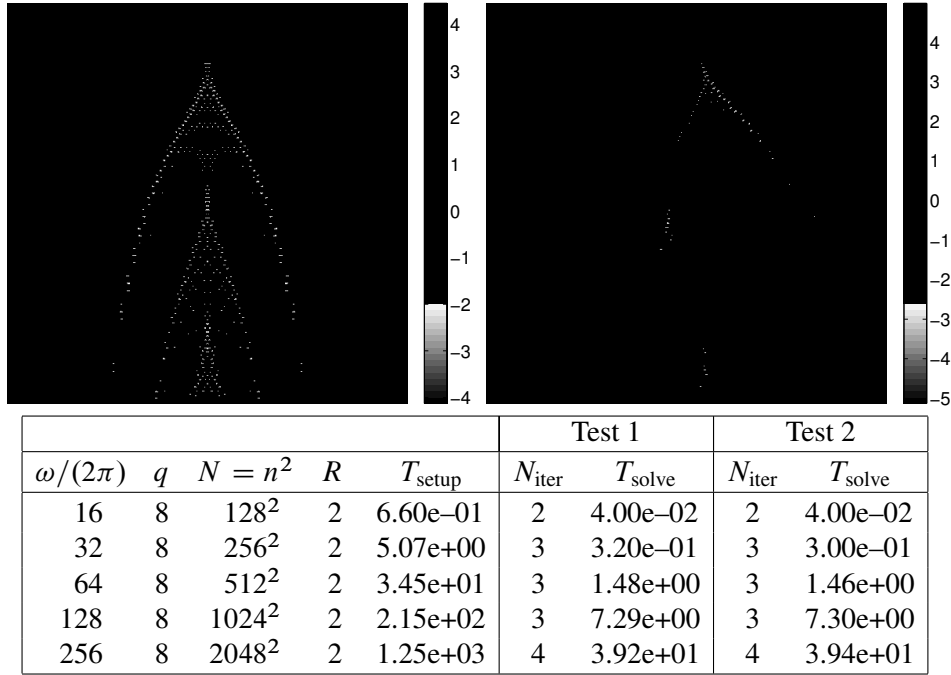 4
3
2
1
0
−1
−2
−3
−4
4
3
2
1
0
−1
−2
−3
−4
−5
Test 1 Test 2
ω/(2π) q N = n² R T_setup N_iter T_solve N_iter T_solve
16 8 128² 2 6.60e–01 2 4.00e–02 2 4.00e–02
32 8 256² 2 5.07e+00 3 3.20e–01 3 3.00e–01
64 8 512² 2 3.45e+01 3 1.48e+00 3 1.46e+00
128 8 1024² 2 2.15e+02 3 7.29e+00 3 7.30e+00
256 8 2048² 2 1.25e+03 4 3.92e+01 4 3.94e+01